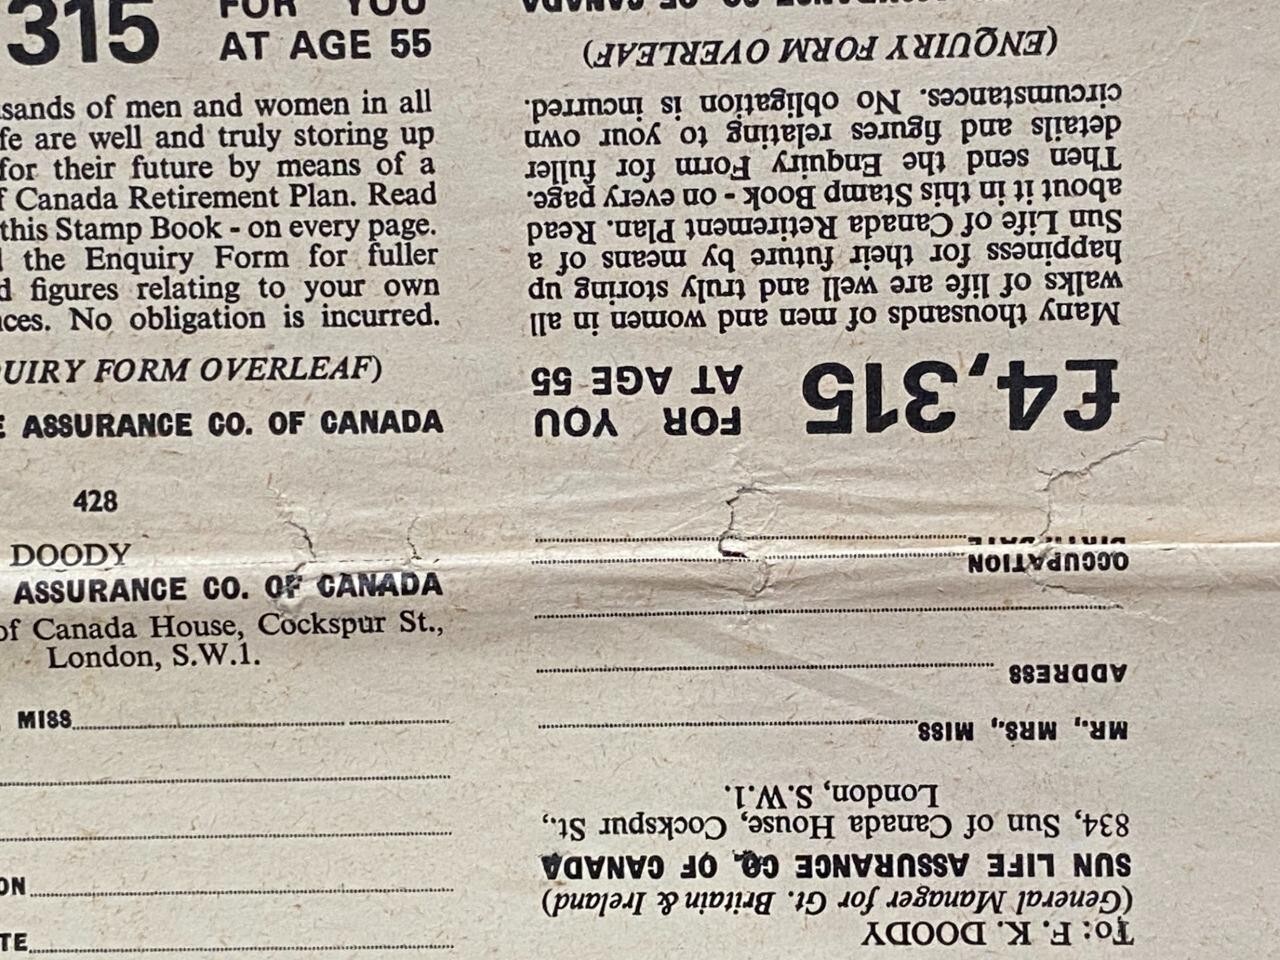 315 FOR YOU
AT AGE 55
sands of men and women in all
fe are well and truly storing up
for their future by means of a
f Canada Retirement Plan. Read
this Stamp Book - on every page.
the Enquiry Form for fuller
d figures relating to your own
ces. No obligation is incurred.
UIRY FORM OVERLEAF)
E ASSURANCE CO. OF CANADA
428
DOODY
ASSURANCE CO. OF CANADA
of Canada House, Cockspur St.,
London, S.W.1.
MISS
ON
TE
To: F. K. DOODY
(General Manager for Gt. Britain & Ireland)
SUN LIFE ASSURANCE CO. OF CANADA
834, Sun of Canada House, Cockspur St.,
London, S.W.1.
MR., MRS., MISS
ADDRESS
OCCUPATION
BIRTH DATE
£4,315 FOR YOU
AT AGE 55
Many thousands of men and women in all
walks of life are well and truly storing up
happiness for their future by means of a
Sun Life of Canada Retirement Plan. Read
about it in this Stamp Book - on every page.
Then send the Enquiry Form for fuller
details and figures relating to your own
circumstances. No obligation is incurred.
(ENQUIRY FORM OVERLEAF)
ASSURANCE CO. OF CANADA